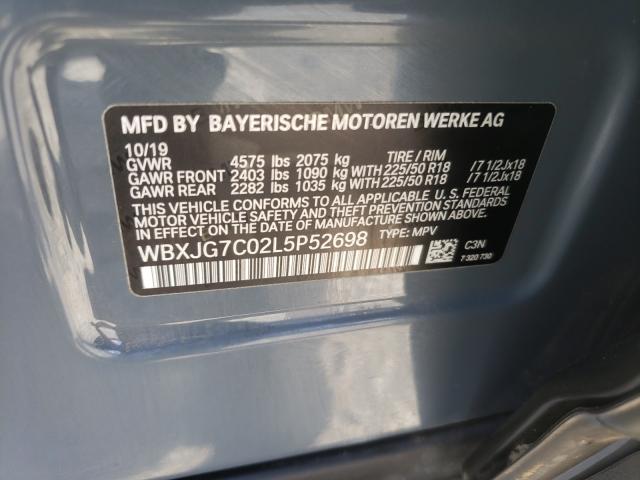 MFD BY BAYERISCHE MOTOREN WERKE AG
10/19
GVWR 4575 lbs 2075 kg TIRE / RIM
GAWR FRONT 2403 lbs 1090 kg WITH 225/50 R18 / 7 1/2Jx18
GAWR REAR 2282 lbs 1035 kg WITH 225/50 R18 / 7 1/2Jx18
THIS VEHICLE CONFORMS TO ALL APPLICABLE U. S. FEDERAL
MOTOR VEHICLE SAFETY, BUMPER, AND THEFT PREVENTION
STANDARDS IN EFFECT ON THE DATE OF MANUFACTURE SHOWN ABOVE.
WBXJG7C02L5P52698 TYPE: MPV
C3N
7 320 730